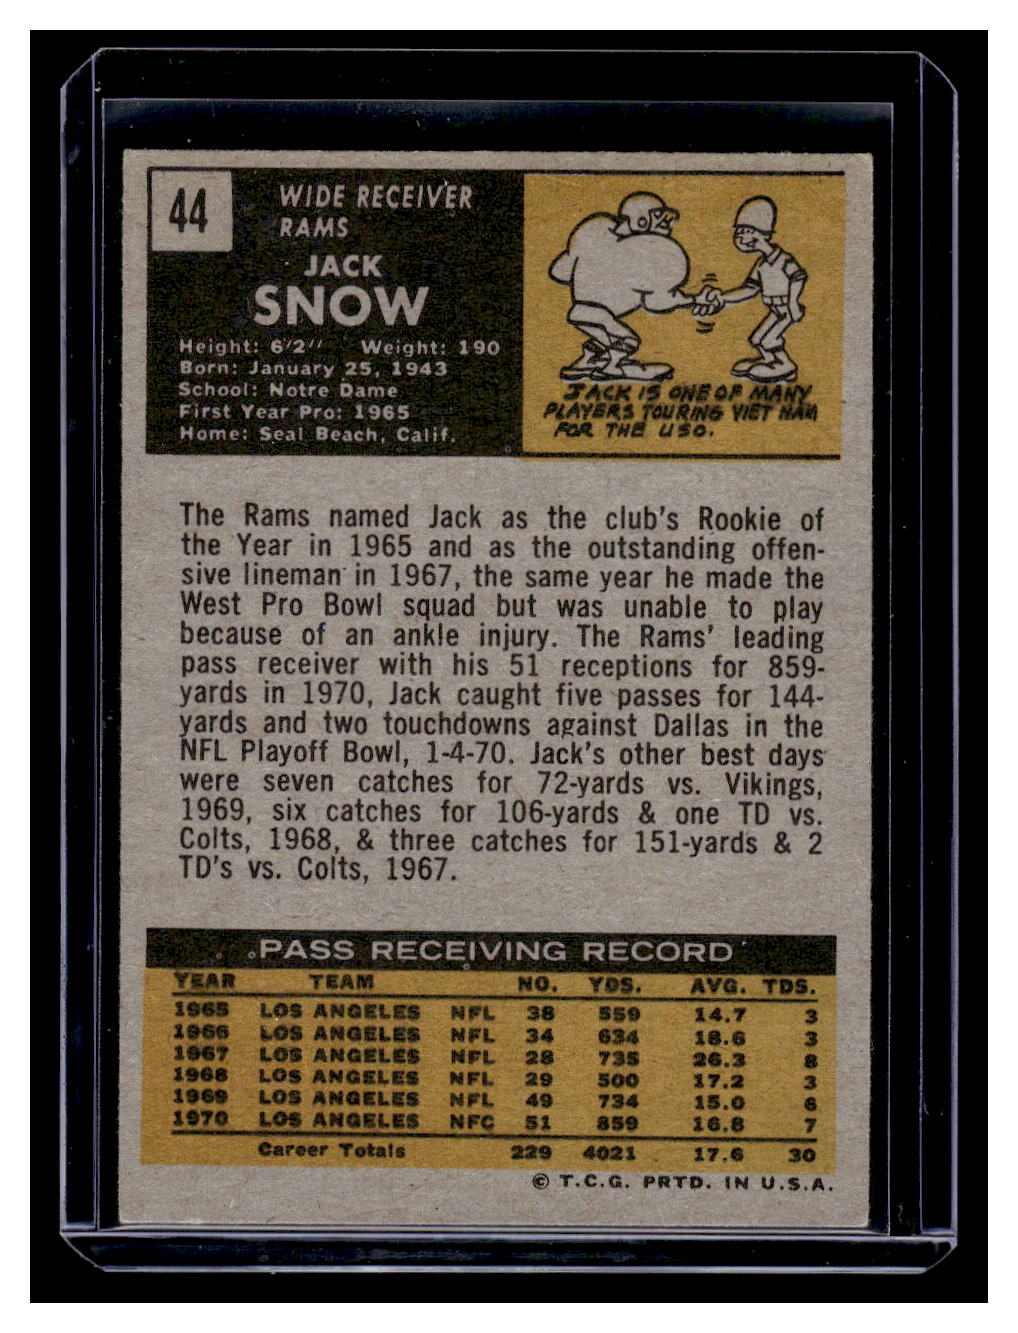 44
WIDE RECEIVER
RAMS
JACK
SNOW
Height: 6'2" Weight: 190
Born: January 25, 1943
School: Notre Dame
First Year Pro: 1965
Home: Seal Beach, Calif.
JACK IS ONE OF MANY
PLAYERS TOURING VIET NAM
FOR THE USO.
The Rams named Jack as the club's Rookie of
the Year in 1965 and as the outstanding offen-
sive lineman in 1967, the same year he made the
West Pro Bowl squad but was unable to play
because of an ankle injury. The Rams' leading
pass receiver with his 51 receptions for 859-
yards in 1970, Jack caught five passes for 144-
yards and two touchdowns against Dallas in the
NFL Playoff Bowl, 1-4-70. Jack's other best days
were seven catches for 72-yards vs. Vikings,
1969, six catches for 106-yards & one TD vs.
Colts, 1968, & three catches for 151-yards & 2
TD's vs. Colts, 1967.
PASS RECEIVING RECORD
YEAR TEAM NO. YDS. AVG. TDS.
1965 LOS ANGELES NFL 38 559 14.7 3
1966 LOS ANGELES NFL 34 634 18.6 3
1967 LOS ANGELES NFL 28 735 26.3 8
1968 LOS ANGELES NFL 29 500 17.2 3
1969 LOS ANGELES NFL 49 734 15.0 6
1970 LOS ANGELES NFC 51 859 16.8 7
Career Totals 229 4021 17.6 30
© T.C.G. PRTD. IN U.S.A.